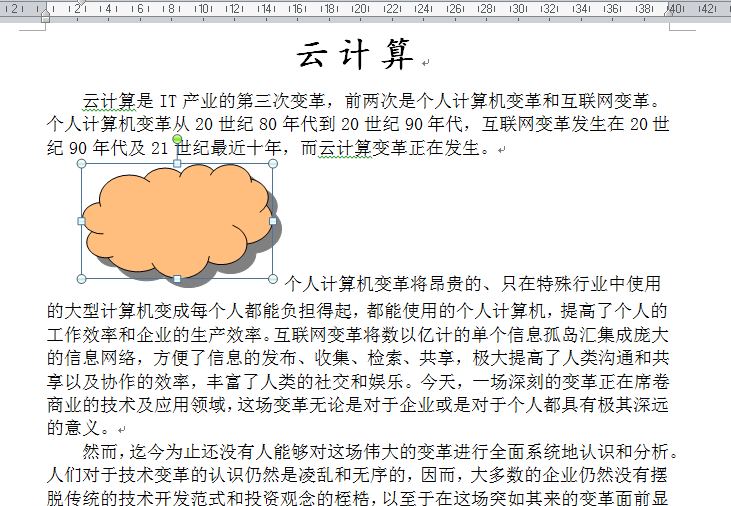 2 2 4 6 8 10 12 14 16 18 20 22 24 26 28 30 32 34 36 38 40 42
云计算
云计算是 IT 产业的第三次变革，前两次是个人计算机变革和互联网变革。
个人计算机变革从 20 世纪 80 年代到 20 世纪 90 年代，互联网变革发生在 20 世
纪 90 年代及 21 世纪最近十年，而云计算变革正在发生。
个人计算机变革将昂贵的、只在特殊行业中使用
的大型计算机变成每个人都能负担得起，都能使用的个人计算机，提高了个人的
工作效率和企业的生产效率。互联网变革将数以亿计的单个信息孤岛汇集成庞大
的信息网络，方便了信息的发布、收集、检索、共享，极大提高了人类沟通和共
享以及协作的效率，丰富了人类的社交和娱乐。今天，一场深刻的变革正在席卷
商业的技术及应用领域，这场变革无论是对于企业或是对于个人都具有极其深远
的意义。
然而，迄今为止还没有人能够对这场伟大的变革进行全面系统地认识和分析。
人们对于技术变革的认识仍然是凌乱和无序的，因而，大多数的企业仍然没有摆
脱传统的技术开发范式和投资观念的桎梏，以至于在这场突如其来的变革面前显